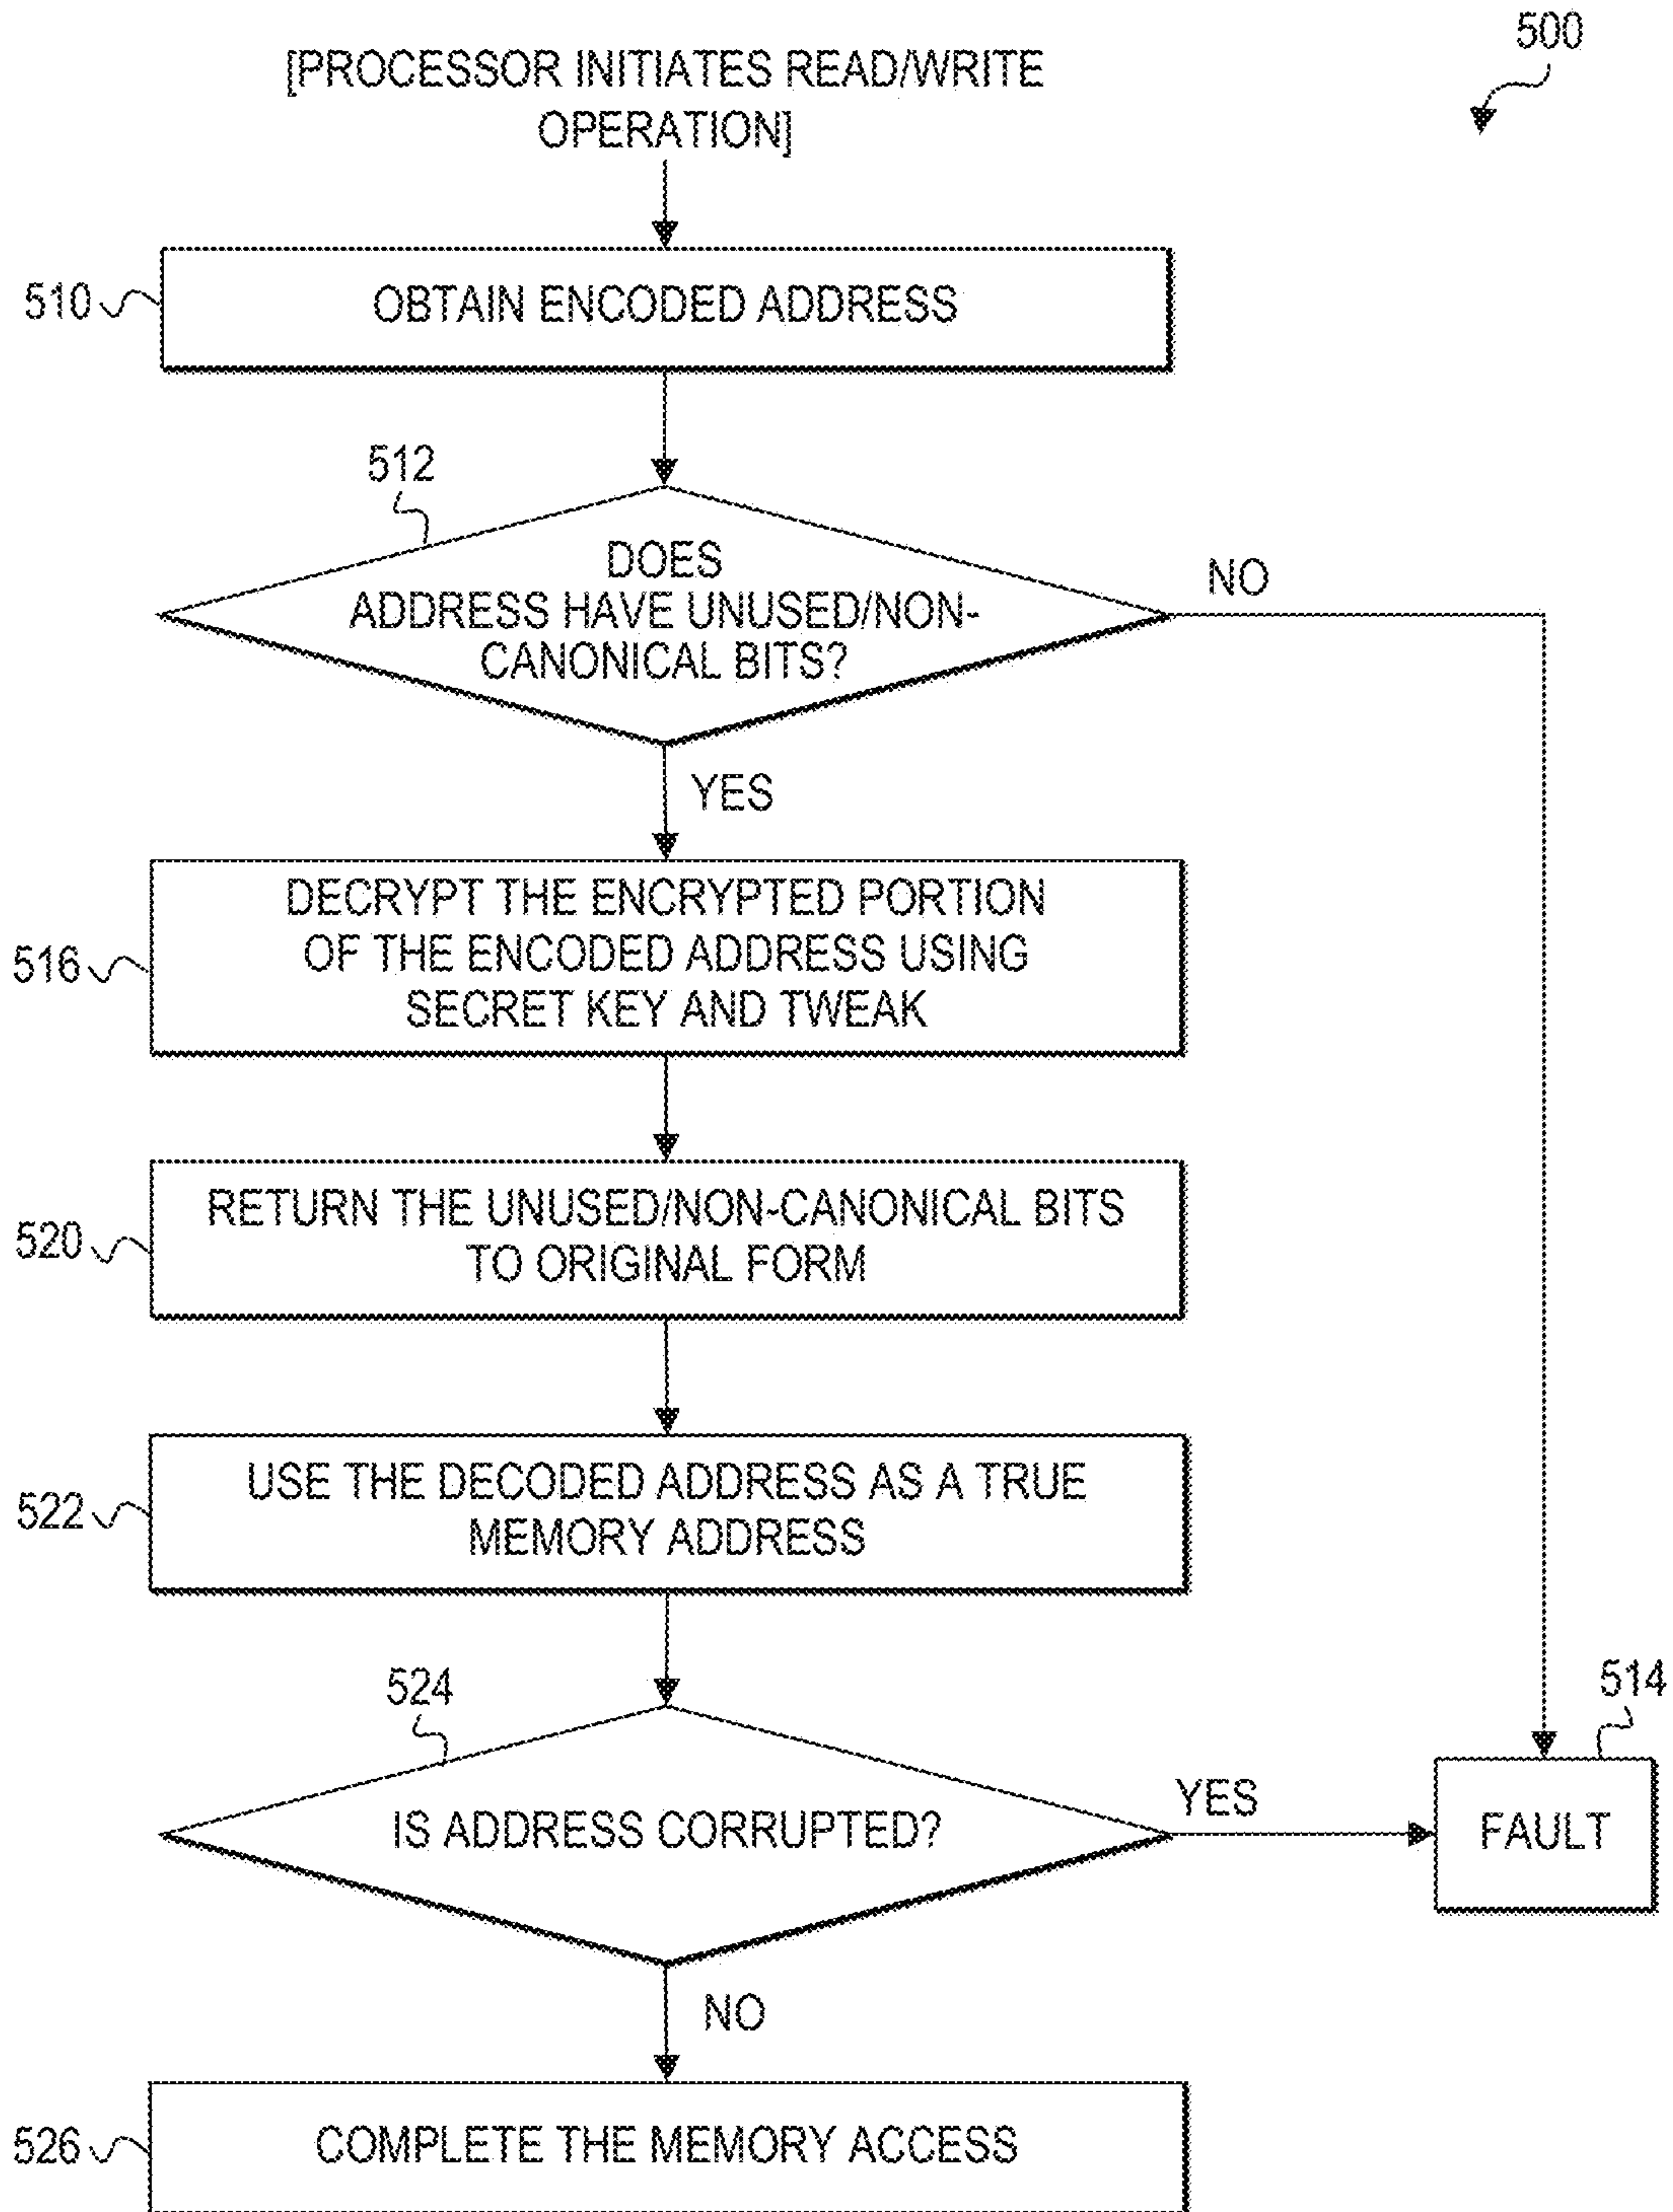 500
[PROCESSOR INITIATES READ/WRITE
OPERATION]
510
OBTAIN ENCODED ADDRESS
512
DOES
ADDRESS HAVE UNUSED/NON-
CANONICAL BITS?
NO
YES
516
DECRYPT THE ENCRYPTED PORTION
OF THE ENCODED ADDRESS USING
SECRET KEY AND TWEAK
520
RETURN THE UNUSED/NON-CANONICAL BITS
TO ORIGINAL FORM
522
USE THE DECODED ADDRESS AS A TRUE
MEMORY ADDRESS
524
IS ADDRESS CORRUPTED?
YES
514
FAULT
NO
526
COMPLETE THE MEMORY ACCESS